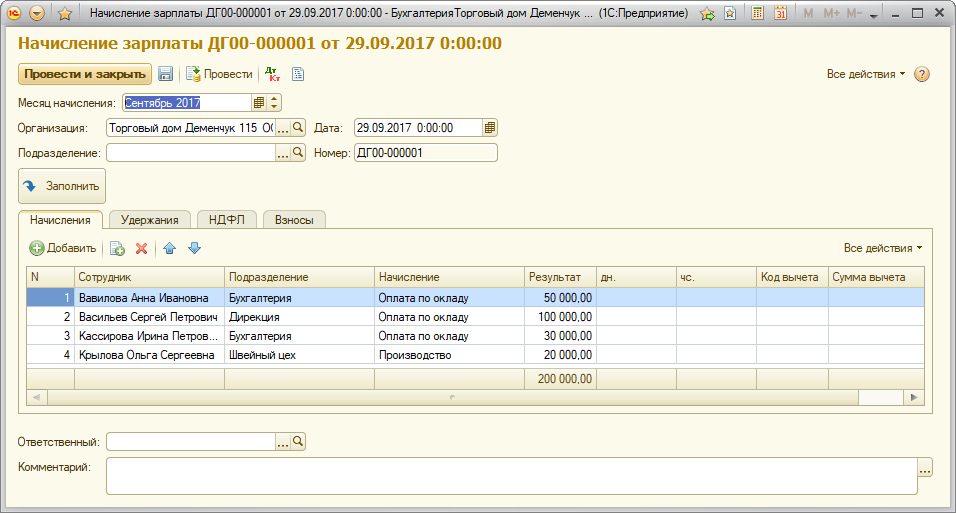 Начисление зарплаты ДГ00-000001 от 29.09.2017 0:00:00 - БухгалтерияТорговый дом Деменчук ... (1С:Предприятие)
M M+ M-
Начисление зарплаты ДГ00-000001 от 29.09.2017 0:00:00
Провести и закрыть Провести Дт Кт Все действия ?
Месяц начисления: Сентябрь 2017
Организация: Торговый дом Деменчук 115 ОС ... Дата: 29.09.2017 0:00:00
Подразделение: ... Номер: ДГ00-000001
Заполнить
Начисления Удержания НДФЛ Взносы
Добавить Все действия
N Сотрудник Подразделение Начисление Результат дн. чс. Код вычета Сумма вычета
1 Вавилова Анна Ивановна Бухгалтерия Оплата по окладу 50 000,00
2 Васильев Сергей Петрович Дирекция Оплата по окладу 100 000,00
3 Кассирова Ирина Петров... Бухгалтерия Оплата по окладу 30 000,00
4 Крылова Ольга Сергеевна Швейный цех Производство 20 000,00
200 000,00
Ответственный: ...
Комментарий: ...